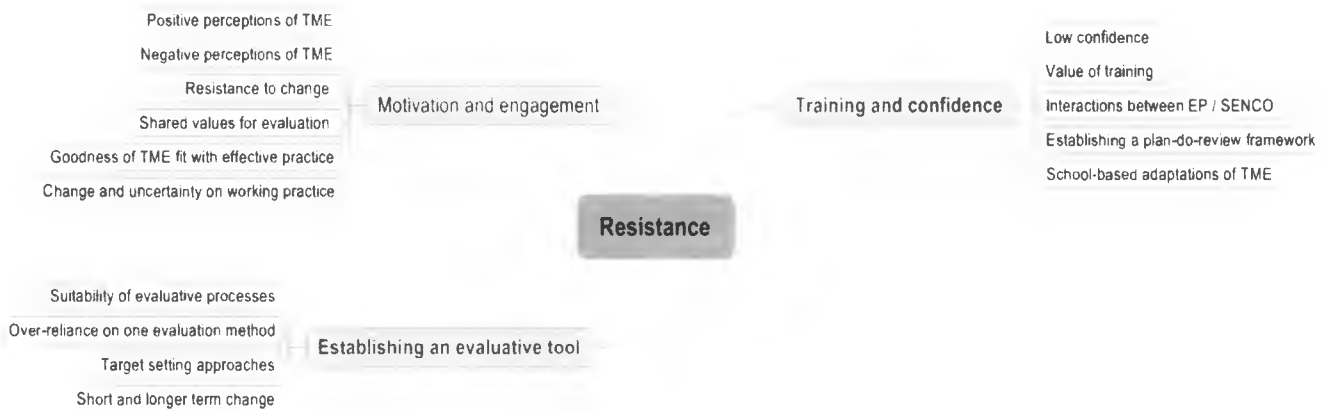 Positive perceptions of TME
Negative perceptions of TME
Resistance to change
Shared values for evaluation
Goodness of TME fit with effective practice
Change and uncertainty on working practice
Motivation and engagement
Training and confidence
Low confidence
Value of training
Interactions between EP / SENCO
Establishing a plan-do-review framework
School-based adaptations of TME
Resistance
Suitability of evaluative processes
Over-reliance on one evaluation method
Target setting approaches
Short and longer term change
Establishing an evaluative tool